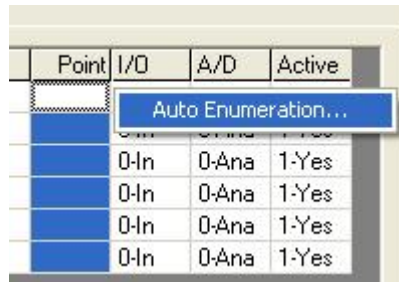 Point I/O A/D Active
Auto Enumeration...
0-In 0-Ana 1-Yes
0-In 0-Ana 1-Yes
0-In 0-Ana 1-Yes
0-In 0-Ana 1-Yes